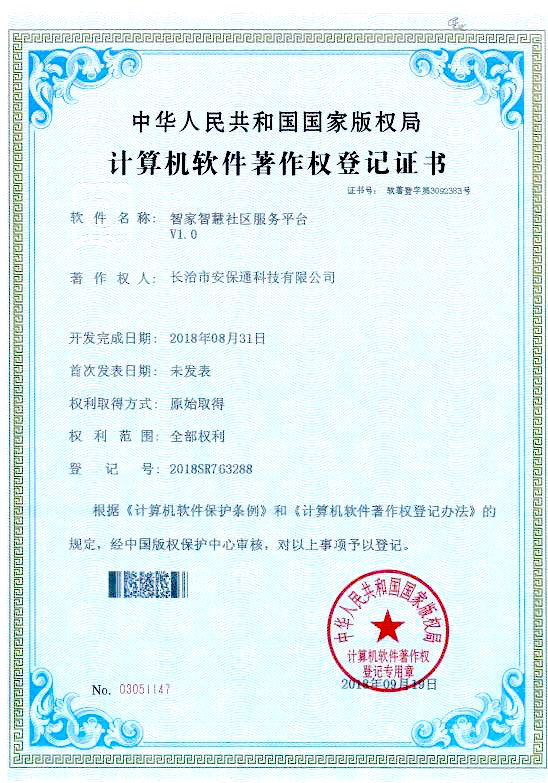 中华人民共和国国家版权局
计算机软件著作权登记证书
证书号： 软著登字第3092383号
软件名称： 智家智慧社区服务平台
V1.0
著作权人： 长治市安保通科技有限公司
开发完成日期： 2018年08月31日
首次发表日期： 未发表
权利取得方式： 原始取得
权利范围： 全部权利
登记号： 2018SR763288
根据《计算机软件保护条例》和《计算机软件著作权登记办法》的
规定，经中国版权保护中心审核，对以上事项予以登记。
中华人民共和国国家版权局
计算机软件著作权
登记专用章
No. 03051147
2018年09月19日